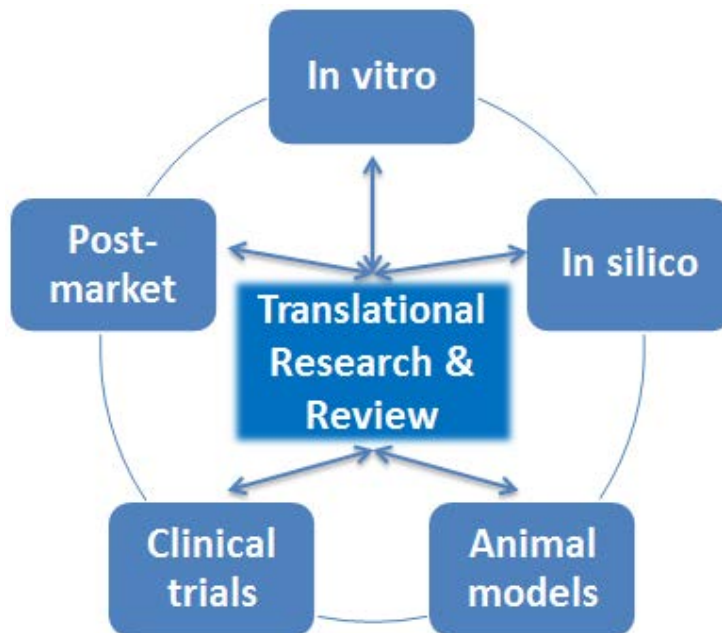 In vitro
Post-
market
In silico
Translational
Research &
Review
Clinical
trials
Animal
models